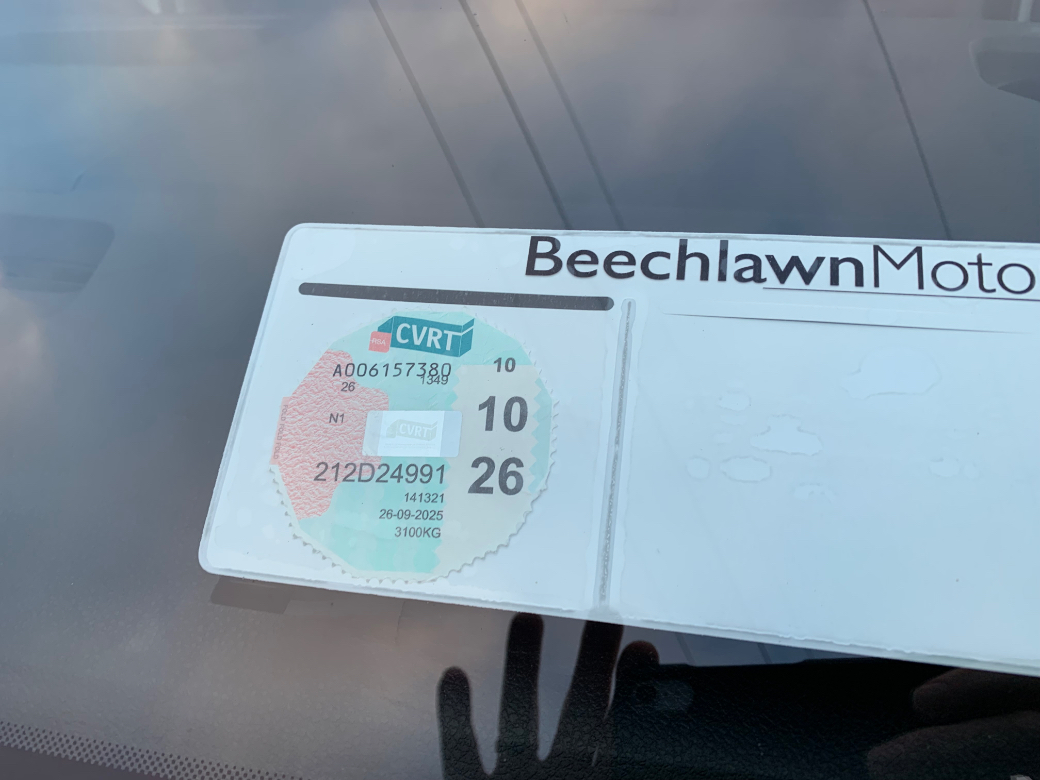 BeechlawnMoto
RSA CVRT
A006157380 10
26 1349
N1 10
CVRT
212D24991 26
141321
26-09-2025
3100KG